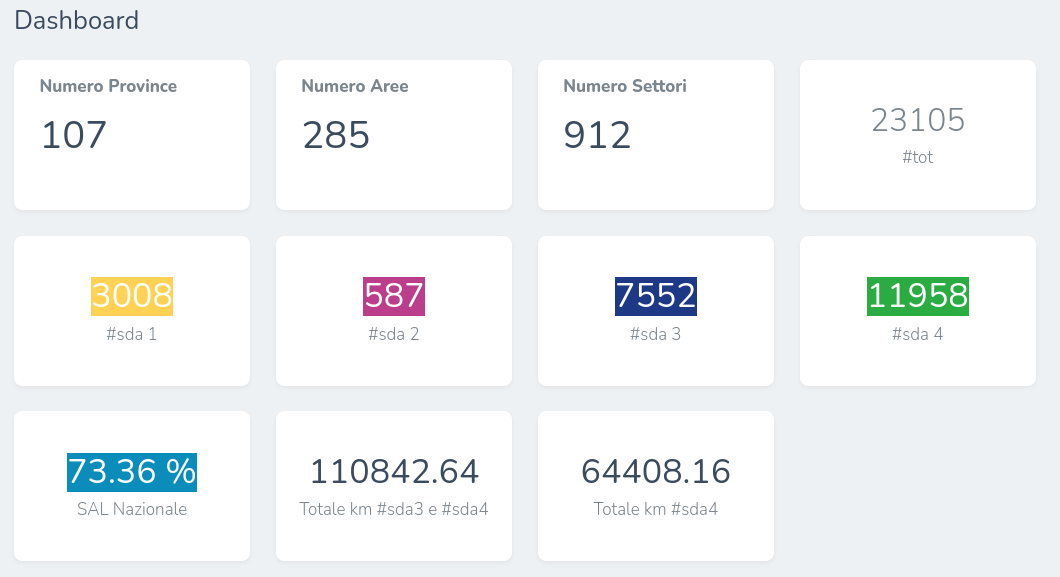 Dashboard
Numero Province
107
Numero Aree
285
Numero Settori
912
23105
#tot
3008
#sda 1
587
#sda 2
7552
#sda 3
11958
#sda 4
73.36 %
SAL Nazionale
110842.64
Totale km #sda3 e #sda4
64408.16
Totale km #sda4